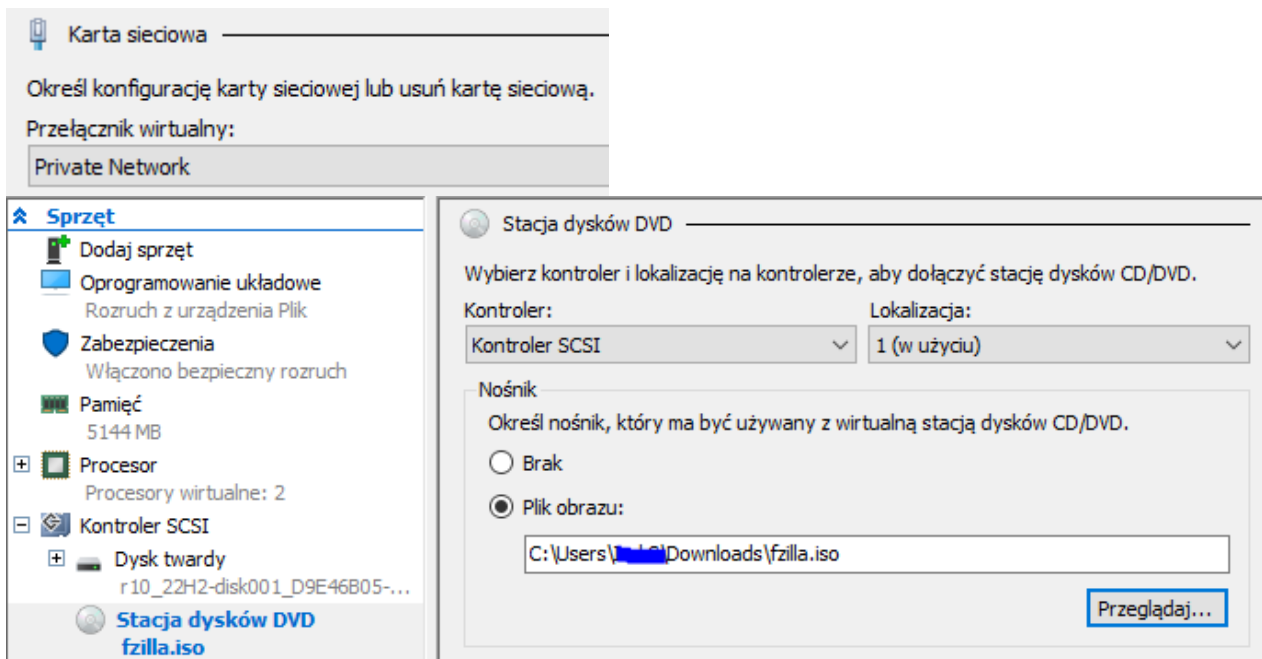 Karta sieciowa
Określ konfigurację karty sieciowej lub usuń kartę sieciową.
Przełącznik wirtualny:
Private Network
Sprzęt
Dodaj sprzęt
Oprogramowanie układowe
Rozruch z urządzenia Plik
Zabezpieczenia
Włączono bezpieczny rozruch
Pamięć
5144 MB
Procesor
Procesory wirtualne: 2
Kontroler SCSI
Dysk twardy
r10_22H2-disk001_D9E46B05-...
Stacja dysków DVD
fzilla.iso
Stacja dysków DVD
Wybierz kontroler i lokalizację na kontrolerze, aby dołączyć stację dysków CD/DVD.
Kontroler:
Lokalizacja:
Kontroler SCSI
1 (w użyciu)
Nośnik
Określ nośnik, który ma być używany z wirtualną stacją dysków CD/DVD.
Brak
Plik obrazu:
C:\Users\ \Downloads\fzilla.iso
Przeglądaj...